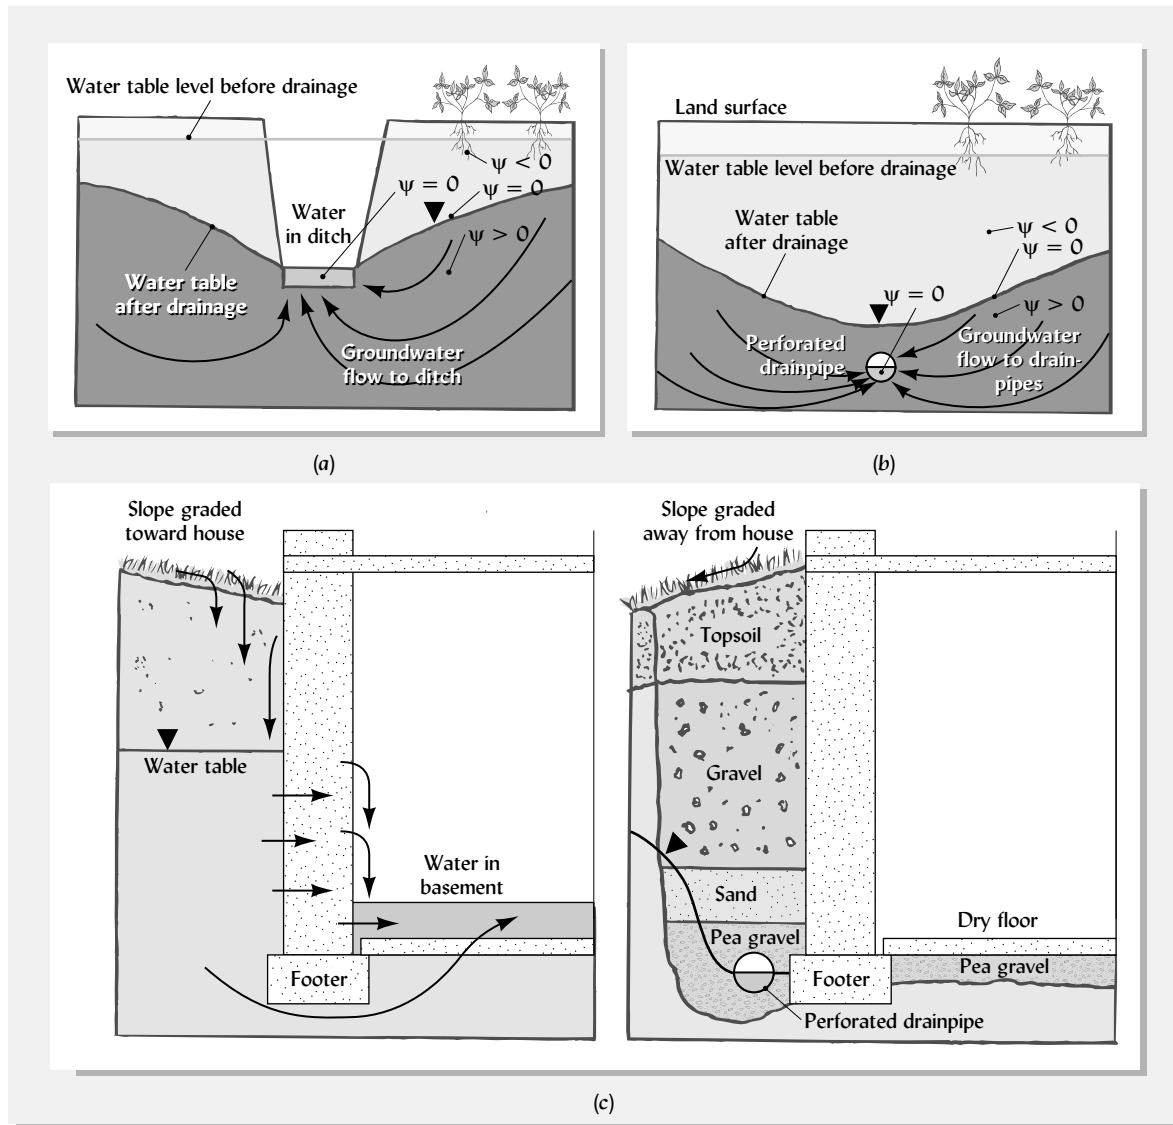 Water table level before drainage
ψ < 0
ψ = 0
ψ = 0
Water
in ditch
ψ > 0
Water table
after drainage
Groundwater
flow to ditch
(a)
Land surface
Water table level before drainage
Water table
after drainage
ψ < 0
ψ = 0
ψ = 0
ψ > 0
Perforated
drainpipe
Groundwater
flow to drain-
pipes
(b)
Slope graded
toward house
Water table
Water in
basement
Footer
Slope graded
away from house
Topsoil
Gravel
Sand
Pea gravel
Dry floor
Pea gravel
Footer
Perforated drainpipe
(c)